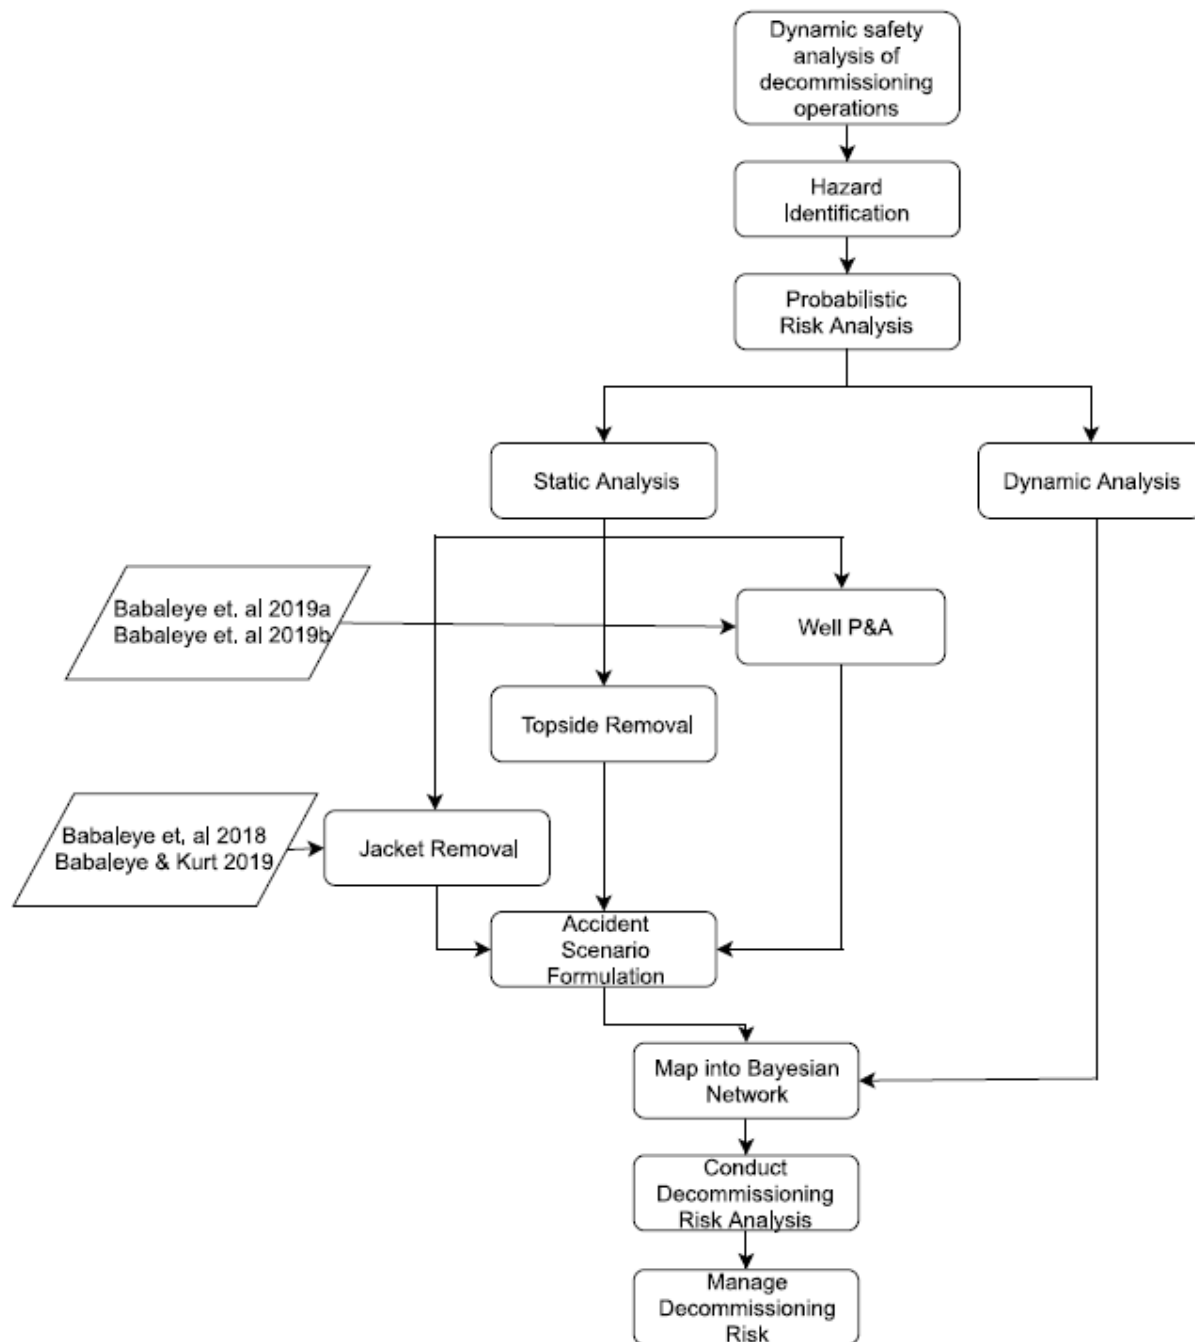 Dynamic safety
analysis of
decommissioning
operations
Hazard
Identification
Probabilistic
Risk Analysis
Static Analysis
Dynamic Analysis
Babaleye et. al 2019a
Babaleye et. al 2019b
Well P&A
Topside Removal
Babaleye et. al 2018
Babaleye & Kurt 2019
Jacket Removal
Accident
Scenario
Formulation
Map into Bayesian
Network
Conduct
Decommissioning
Risk Analysis
Manage
Decommissioning
Risk